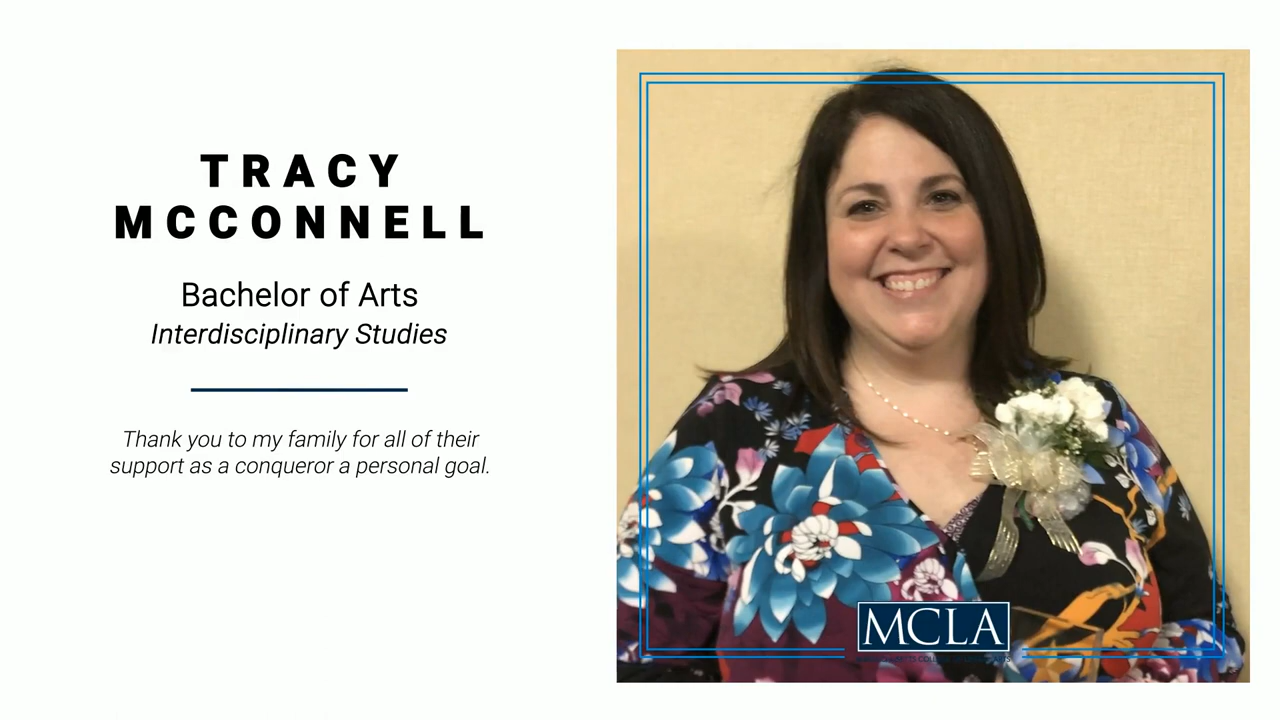 TRACY
MCCONNELL
Bachelor of Arts
Interdisciplinary Studies
Thank you to my family for all of their
support as a conqueror a personal goal.
MCLA